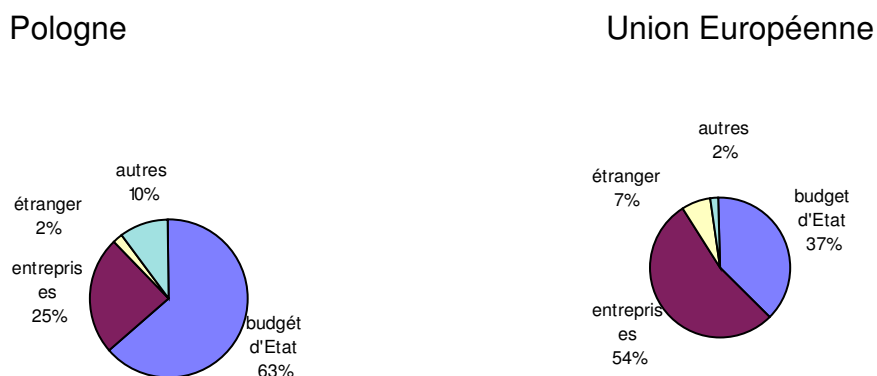 Pologne
Union Européenne
autres
10%
étranger
2%
entrepris
es
25%
budgét
d'Etat
63%
autres
2%
étranger
7%
budget
d'Etat
37%
entrepris
es
54%